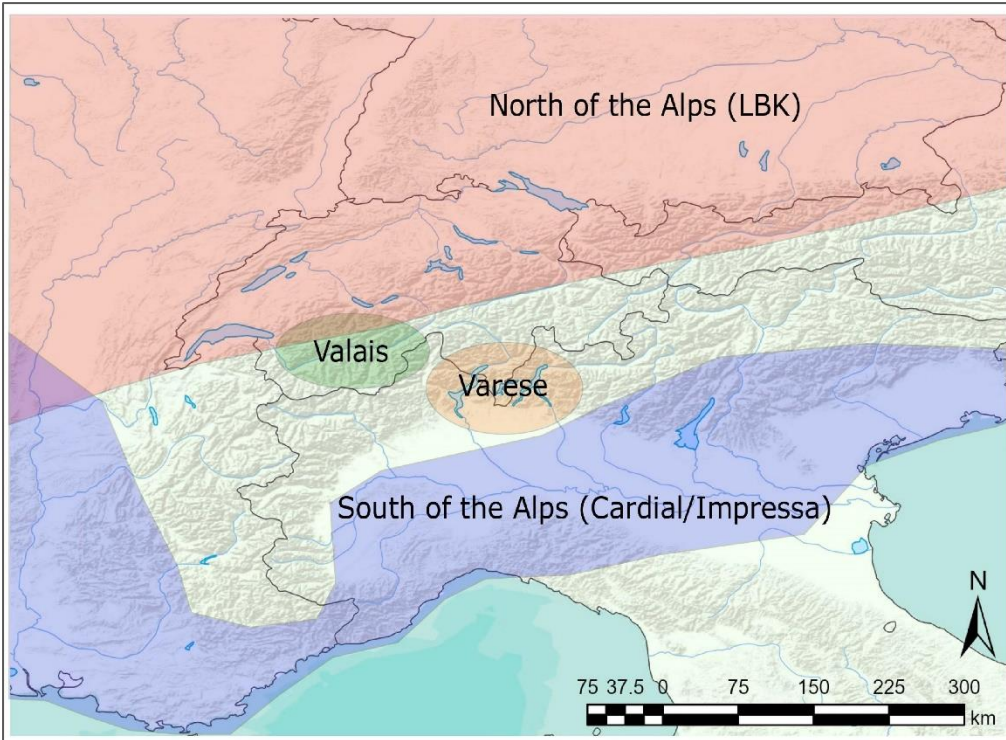 North of the Alps (LBK)
Valais
Varese
South of the Alps (Cardial/Impressa)
N
75 37.5 0 75 150 225 300
km